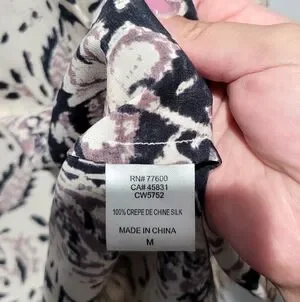 RN# 77600
CA# 45831
CW5752
100% CREPE DE CHINE SILK
MADE IN CHINA
M